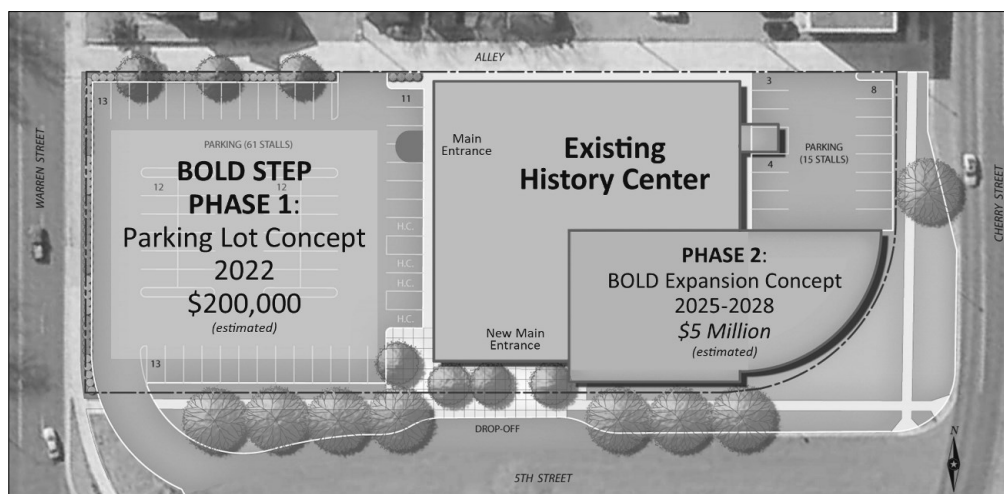 ALLEY
13
11
3
8
PARKING (61 STALLS)
BOLD STEP
PHASE 1:
Parking Lot Concept
2022
$200,000
(estimated)
12
12
13
WARREN STREET
Main
Entrance
H.C.
H.C.
H.C.
H.C.
Existing
History Center
New Main
Entrance
4
PARKING
(15 STALLS)
PHASE 2:
BOLD Expansion Concept
2025-2028
$5 Million
(estimated)
CHERRY STREET
DROP-OFF
5TH STREET
N